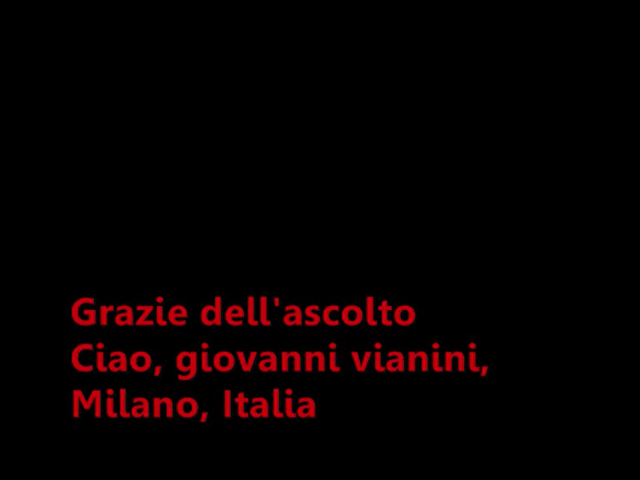 Grazie dell'ascolto
Ciao, giovanni vianini,
Milano, Italia